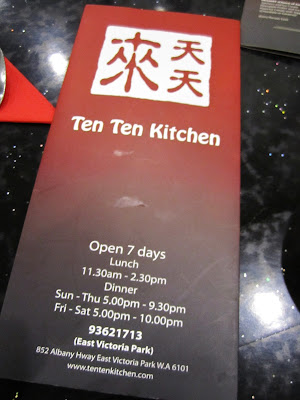 來天天
Ten Ten Kitchen
Open 7 days
Lunch
11.30am - 2.30pm
Dinner
Sun - Thu 5.00pm - 9.30pm
Fri - Sat 5.00pm - 10.00pm
93621713
(East Victoria Park)
852 Albany Hway East Victoria Park W.A 6101
www.tentenkitchen.com